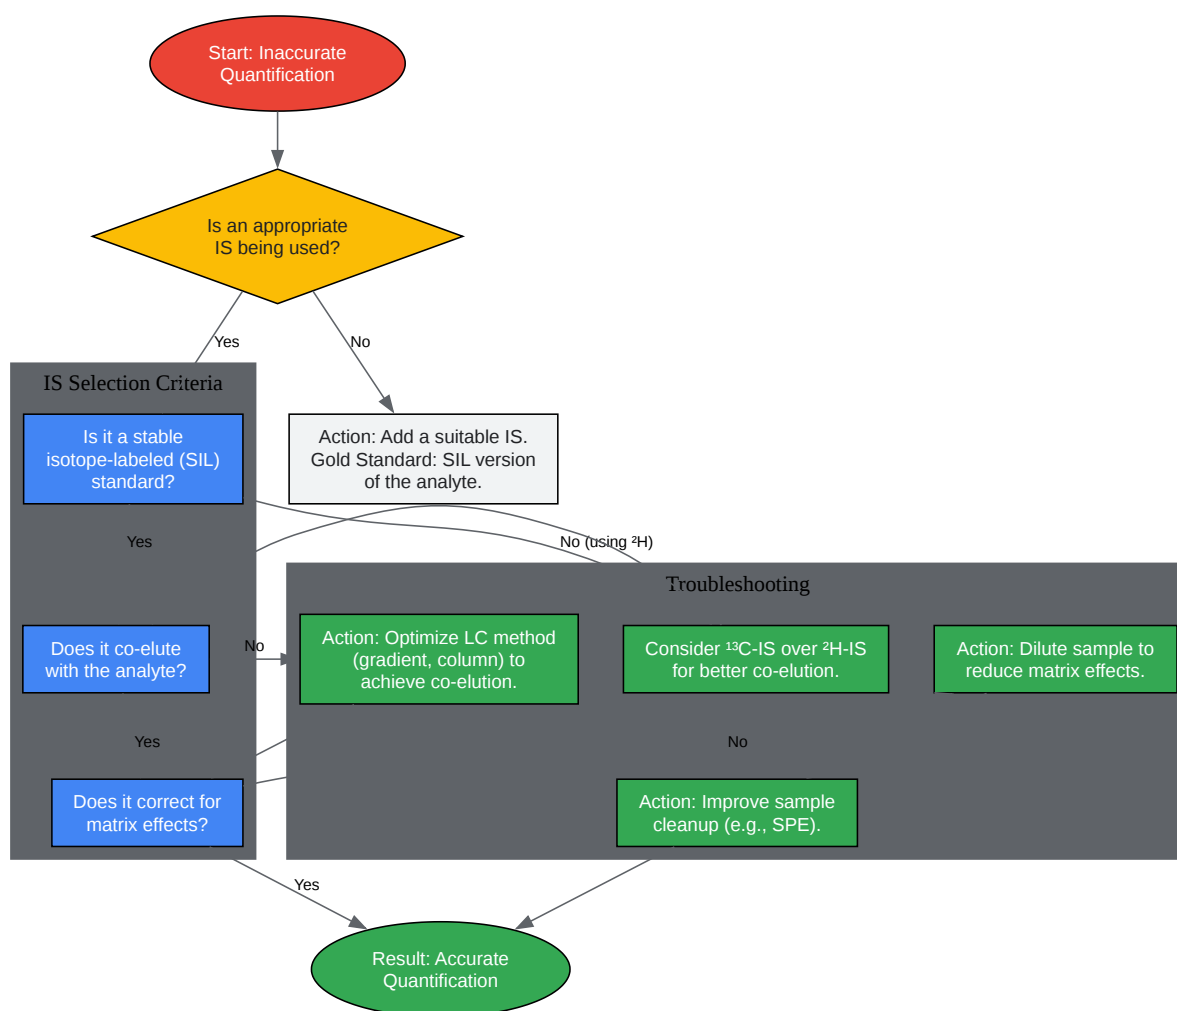 Start: Inaccurate
Quantification
Is an appropriate
IS being used?
Yes
No
IS Selection Criteria
Is it a stable
isotope-labeled (SIL)
standard?
Action: Add a suitable IS.
Gold Standard: SIL version
of the analyte.
Yes
No (using ²H)
Troubleshooting
Does it co-elute
with the analyte?
No
Action: Optimize LC method
(gradient, column) to
achieve co-elution.
Consider ¹³C-IS over ²H-IS
for better co-elution.
Action: Dilute sample to
reduce matrix effects.
Yes
No
Does it correct for
matrix effects?
Action: Improve sample
cleanup (e.g., SPE).
Yes
Result: Accurate
Quantification